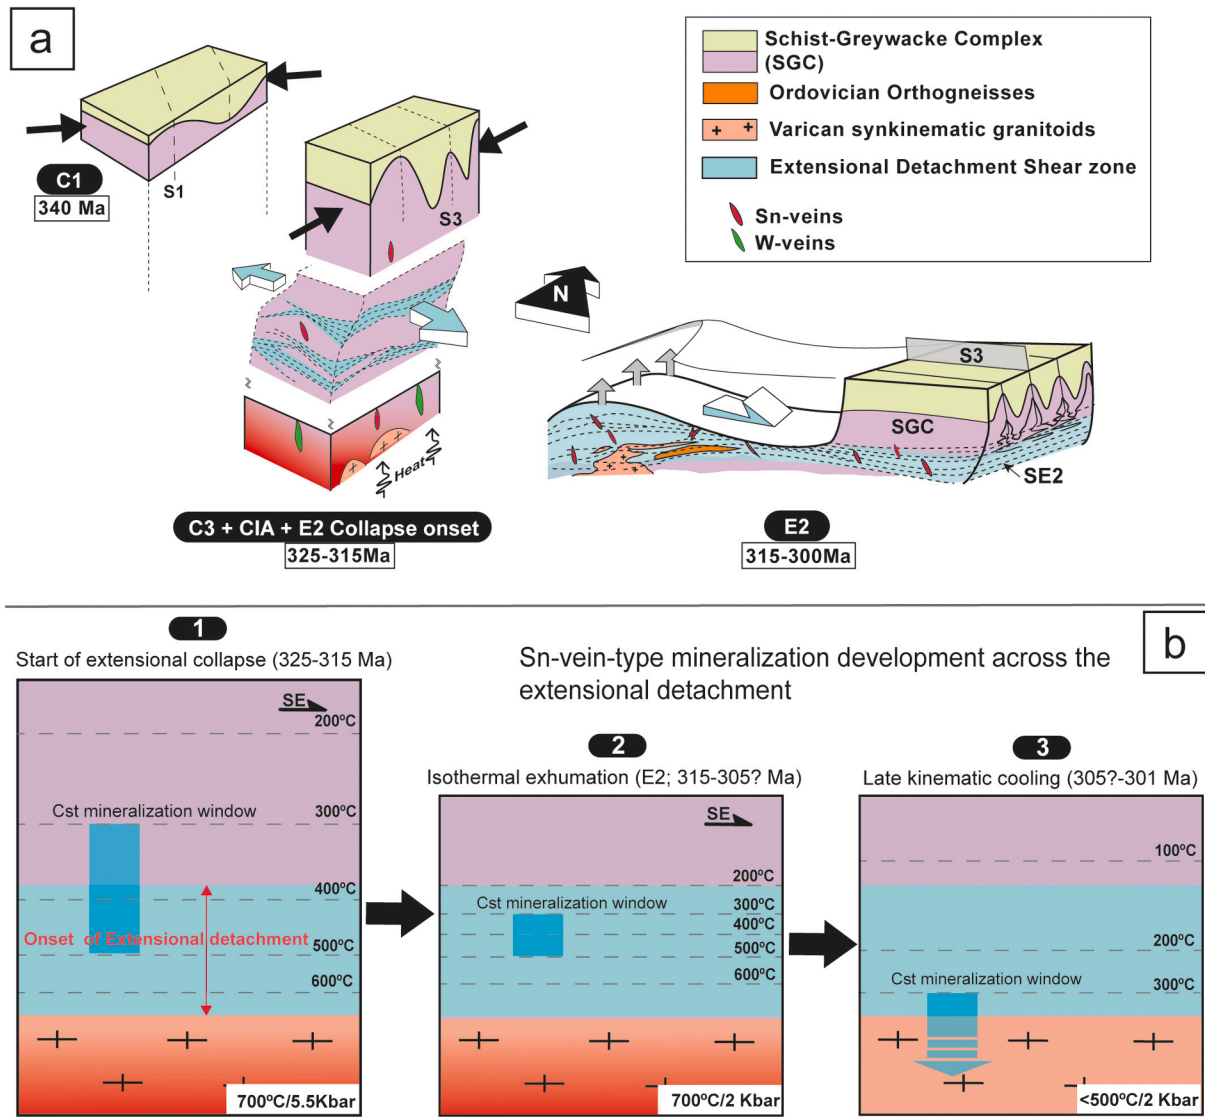 a
Schist-Greywacke Complex
(SGC)
Ordovician Orthogneisses
Varican synkinematic granitoids
Extensional Detachment Shear zone
Sn-veins
W-veins
C1
340 Ma
S1
S3
N
Heat
C3 + CIA + E2 Collapse onset
325-315Ma
S3
SGC
SE2
E2
315-300Ma
b
Sn-vein-type mineralization development across the
extensional detachment
1
Start of extensional collapse (325-315 Ma)
SE
200ºC
Cst mineralization window
300ºC
400ºC
Onset of Extensional detachment
500ºC
600ºC
700ºC/5.5Kbar
2
Isothermal exhumation (E2; 315-305? Ma)
SE
200ºC
300ºC
Cst mineralization window
400ºC
500ºC
600ºC
700ºC/2 Kbar
3
Late kinematic cooling (305?-301 Ma)
100ºC
200ºC
Cst mineralization window
300ºC
<500ºC/2 Kbar